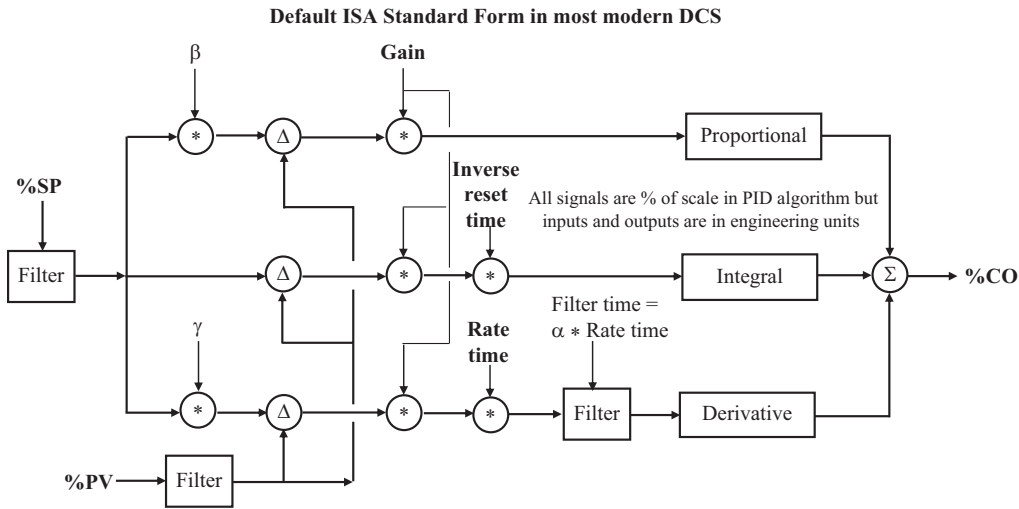 Default ISA Standard Form in most modern DCS
β
Gain
*
Δ
*
Proportional
%SP
Inverse
reset
time
All signals are % of scale in PID algorithm but
inputs and outputs are in engineering units
Filter
Δ
*
*
Integral
Σ
%CO
γ
Rate
time
Filter time =
α * Rate time
*
Δ
*
*
Filter
Derivative
%PV
Filter